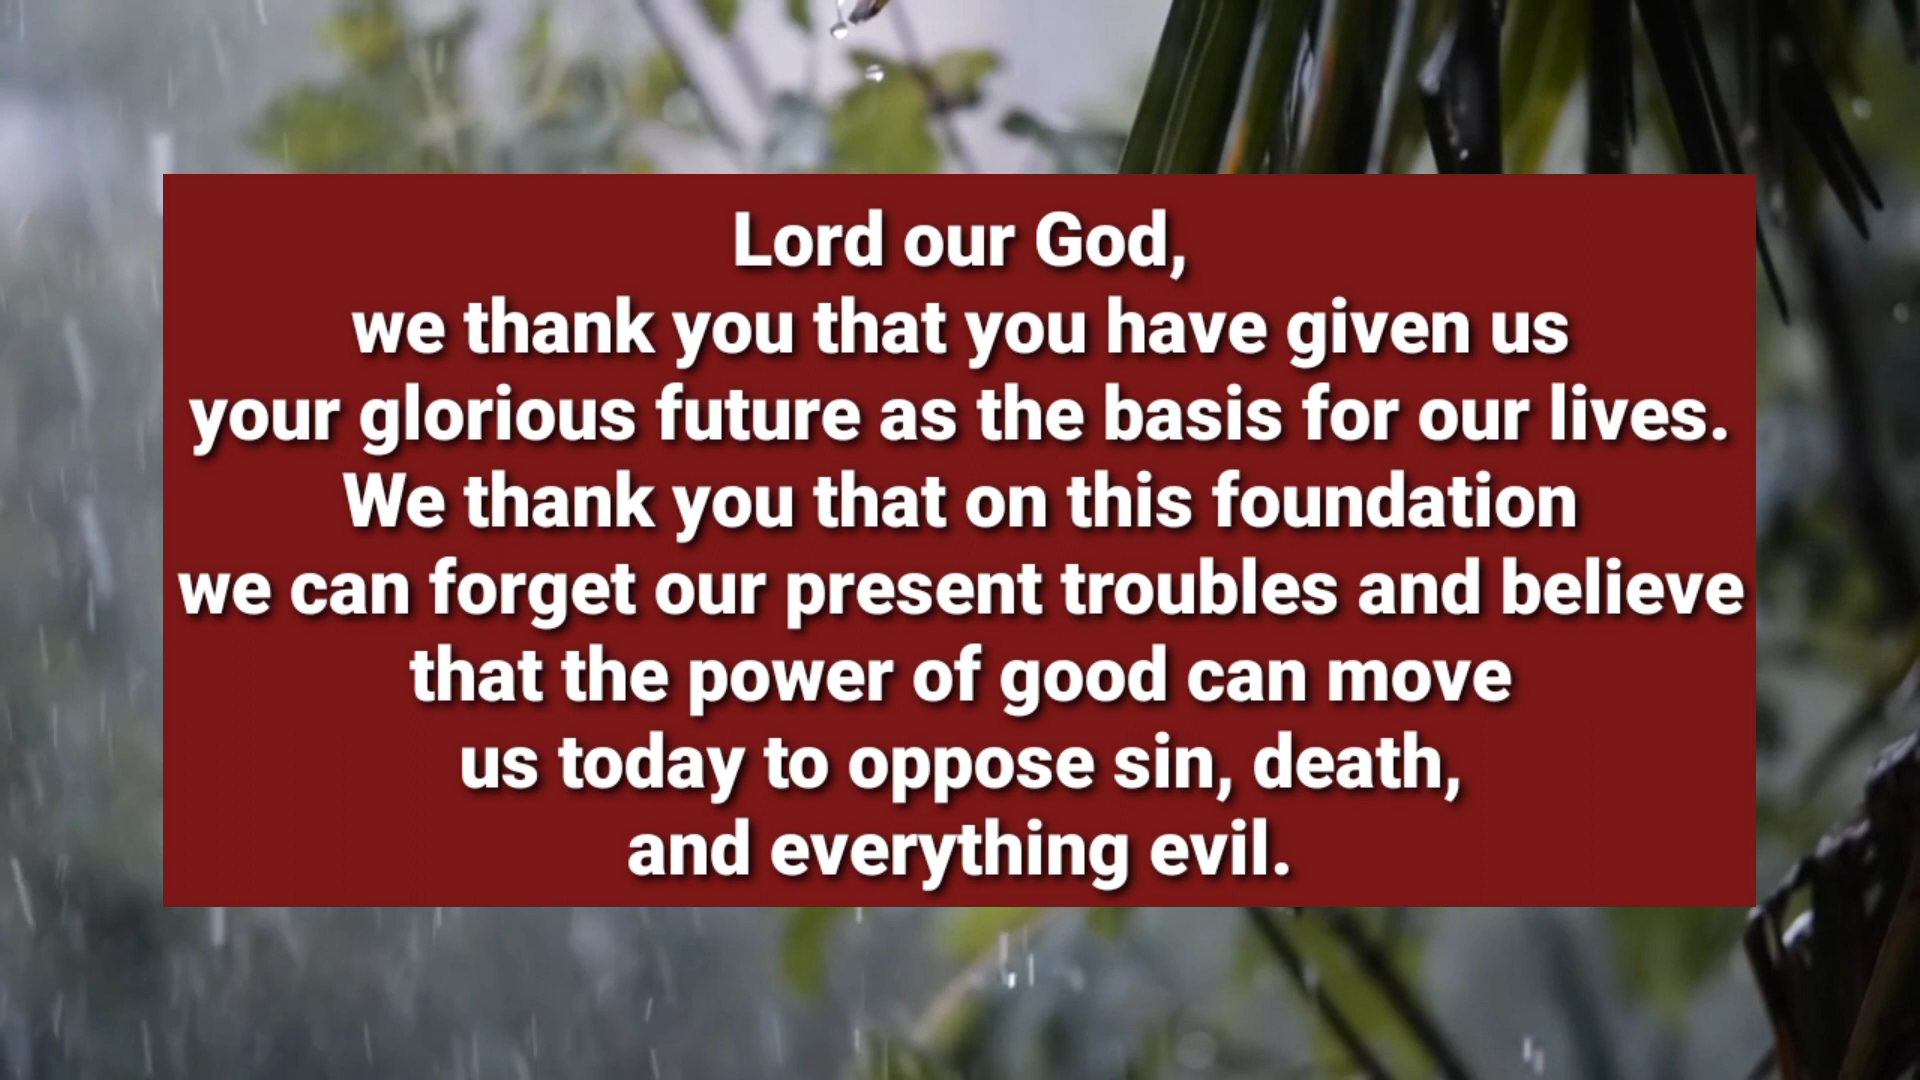 Lord our God,
we thank you that you have given us
your glorious future as the basis for our lives.
We thank you that on this foundation
we can forget our present troubles and believe
that the power of good can move
us today to oppose sin, death,
and everything evil.